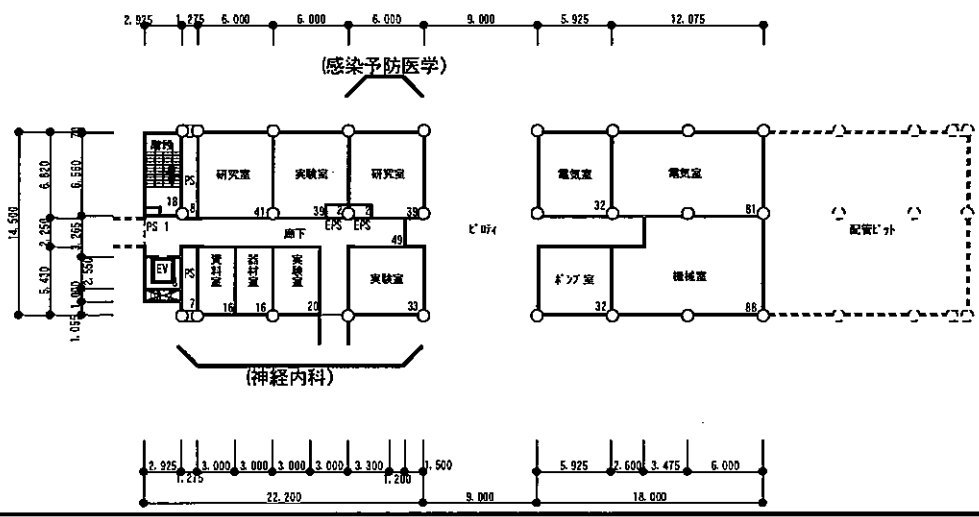 2.925 1.275 6.000 6.000 6.000 9.000 5.925 12.075
(感染予防医学)
14.500
6.820 2.250 5.430
6.580 3.265 2.550 1.000 1.055
階段 18
PS 8
研究室 41
実験室 39
研究室 39
EPS 2
EPS 2
PS 1
廊下 49
ピロティ
電気室 32
電気室 81
配管ピット
EV
PS 7
資料室 16
器材室 16
実験室 20
実験室 33
ポンプ室 32
機械室 88
(神経内科)
2.925 1.275 3.000 3.000 3.000 3.000 3.300 1.200 1.500 5.925 2.600 3.475 6.000
22.200 9.000 18.000